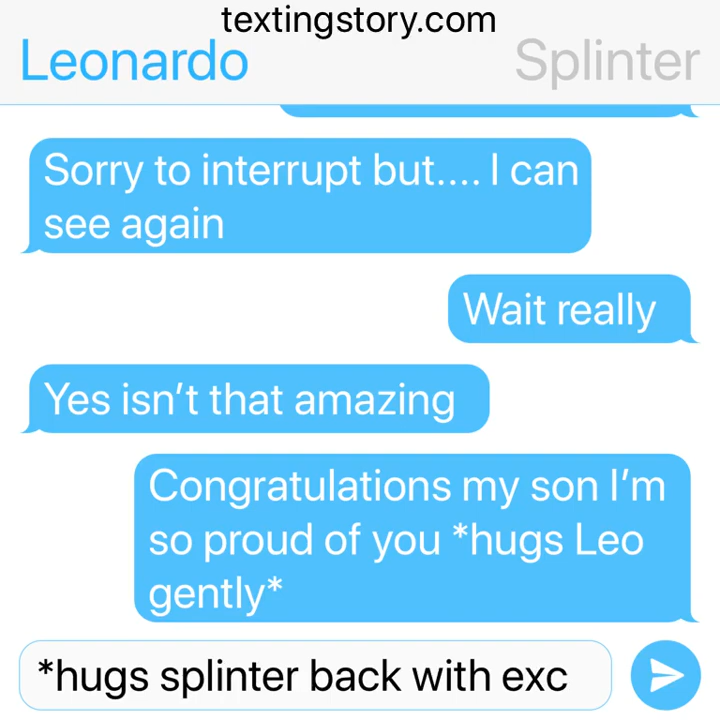 textingstory.com
Leonardo Splinter
Sorry to interrupt but.... I can
see again
Wait really
Yes isn’t that amazing
Congratulations my son I’m
so proud of you *hugs Leo
gently*
*hugs splinter back with exc